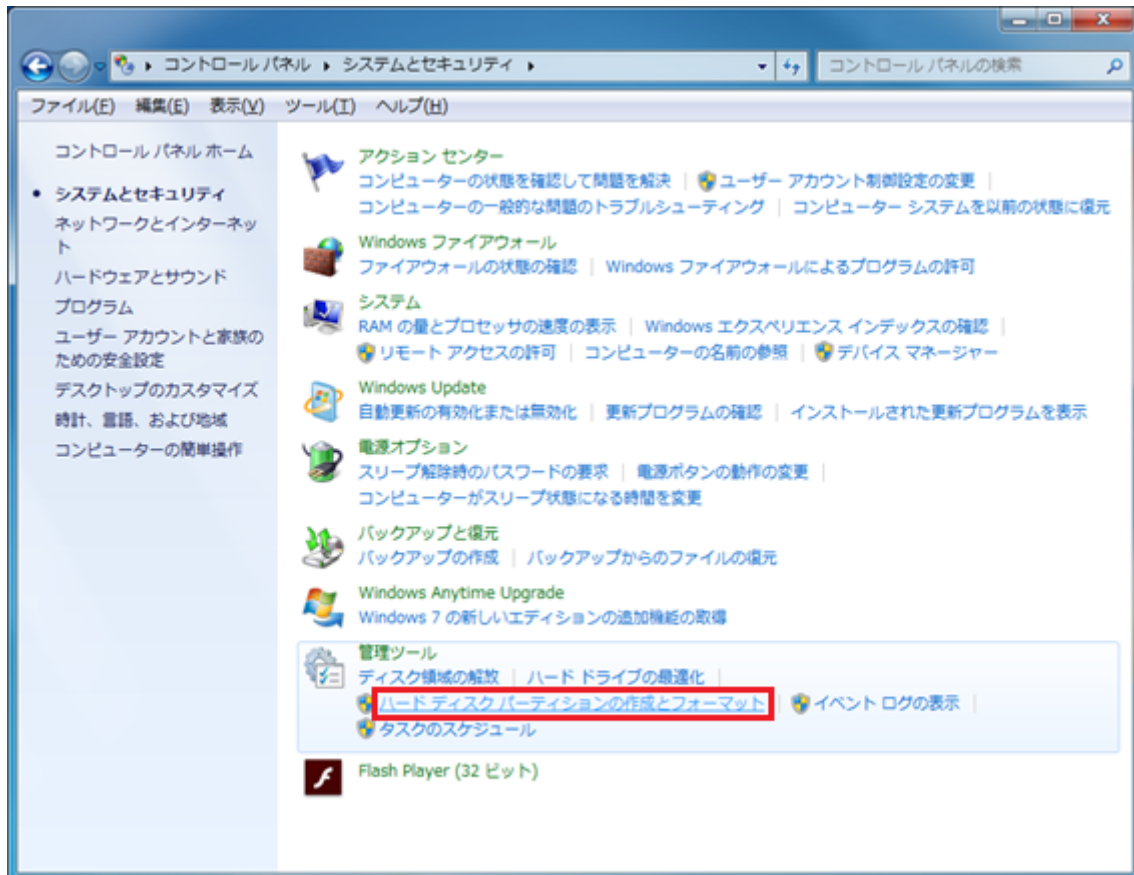 コントロール パネル ▸ システムとセキュリティ ▸
コントロール パネルの検索
ファイル(F) 編集(E) 表示(V) ツール(T) ヘルプ(H)
コントロール パネル ホーム
• システムとセキュリティ
ネットワークとインターネッ
ト
ハードウェアとサウンド
プログラム
ユーザー アカウントと家族の
ための安全設定
デスクトップのカスタマイズ
時計、言語、および地域
コンピューターの簡単操作
アクション センター
コンピューターの状態を確認して問題を解決 | ユーザー アカウント制御設定の変更 |
コンピューターの一般的な問題のトラブルシューティング | コンピューター システムを以前の状態に復元
Windows ファイアウォール
ファイアウォールの状態の確認 | Windows ファイアウォールによるプログラムの許可
システム
RAM の量とプロセッサの速度の表示 | Windows エクスペリエンス インデックスの確認 |
リモート アクセスの許可 | コンピューターの名前の参照 | デバイス マネージャー
Windows Update
自動更新の有効化または無効化 | 更新プログラムの確認 | インストールされた更新プログラムを表示
電源オプション
スリープ解除時のパスワードの要求 | 電源ボタンの動作の変更 |
コンピューターがスリープ状態になる時間を変更
バックアップと復元
バックアップの作成 | バックアップからのファイルの復元
Windows Anytime Upgrade
Windows 7 の新しいエディションの追加機能の取得
管理ツール
ディスク領域の解放 | ハード ドライブの最適化 |
ハード ディスク パーティションの作成とフォーマット | イベント ログの表示 |
タスクのスケジュール
Flash Player (32 ビット)